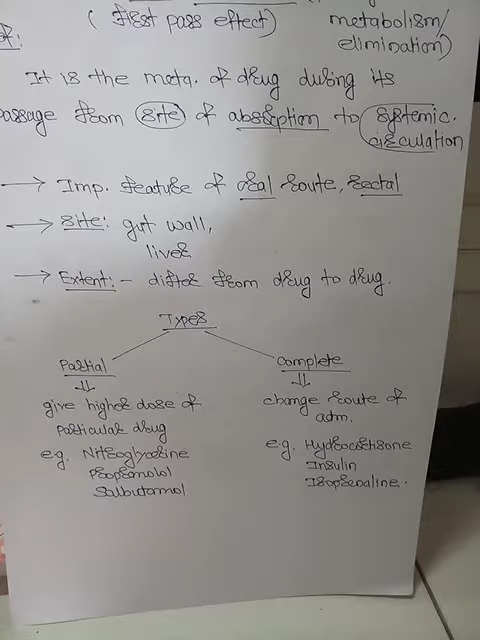 (First pass effect)
metabolism/
elimination)
Def:
It is the meta. of drug during its
passage from site of absorption to systemic
circulation
→ Imp. feature of oral route, rectal
→ Site: gut wall,
liver
→ Extent:- differ from drug to drug.
Types
Partial
Complete
⇓
⇓
give higher dose of
particular drug
change route of
adm.
e.g. Nitroglycerine
Propranolol
Salbutamol
e.g. Hydrocortisone
Insulin
Isoprenaline.